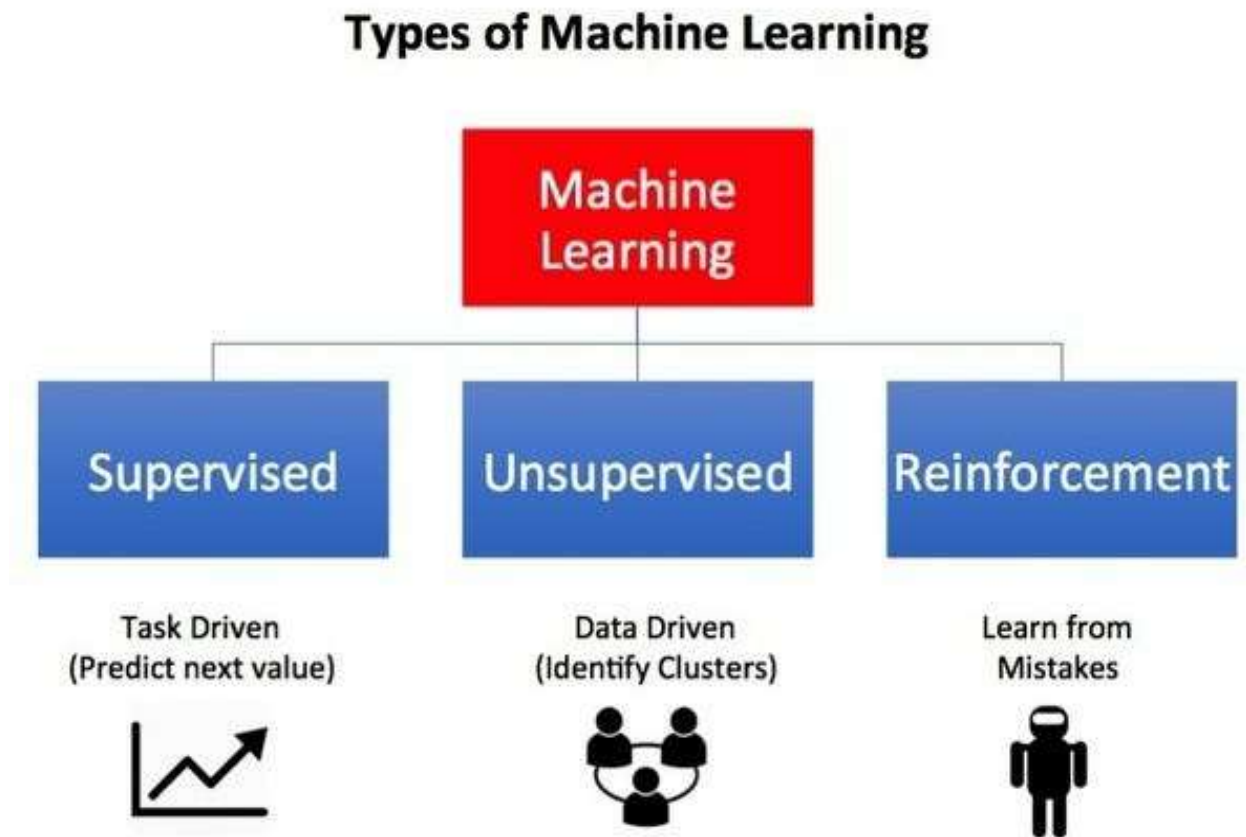 Types of Machine Learning
Machine
Learning
Supervised
Unsupervised
Reinforcement
Task Driven
(Predict next value)
Data Driven
(Identify Clusters)
Learn from
Mistakes